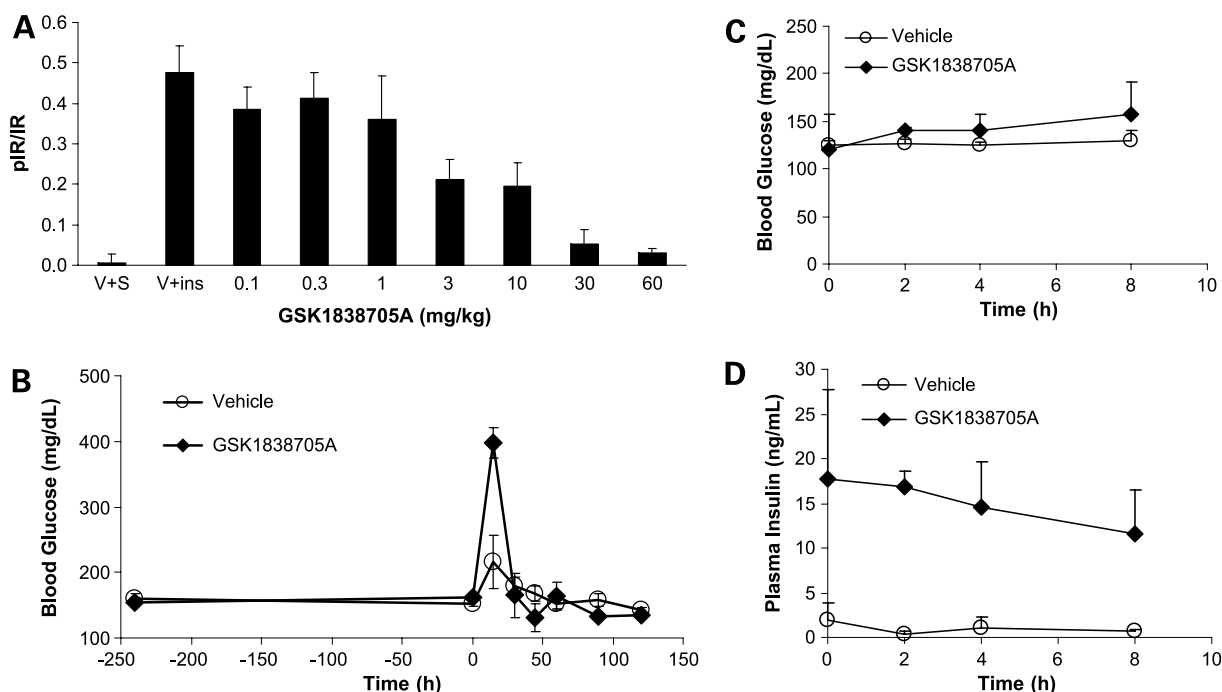 A
0.6
0.5
0.4
0.3
0.2
0.1
0.0
pIR/IR
V+S V+ins 0.1 0.3 1 3 10 30 60
GSK1838705A (mg/kg)
B
500
400
300
200
100
Blood Glucose (mg/dL)
Vehicle
GSK1838705A
-250 -200 -150 -100 -50 0 50 100 150
Time (h)
C
250
200
150
100
50
0
Blood Glucose (mg/dL)
Vehicle
GSK1838705A
0 2 4 6 8 10
Time (h)
D
30
25
20
15
10
5
0
Plasma Insulin (ng/mL)
Vehicle
GSK1838705A
0 2 4 6 8 10
Time (h)